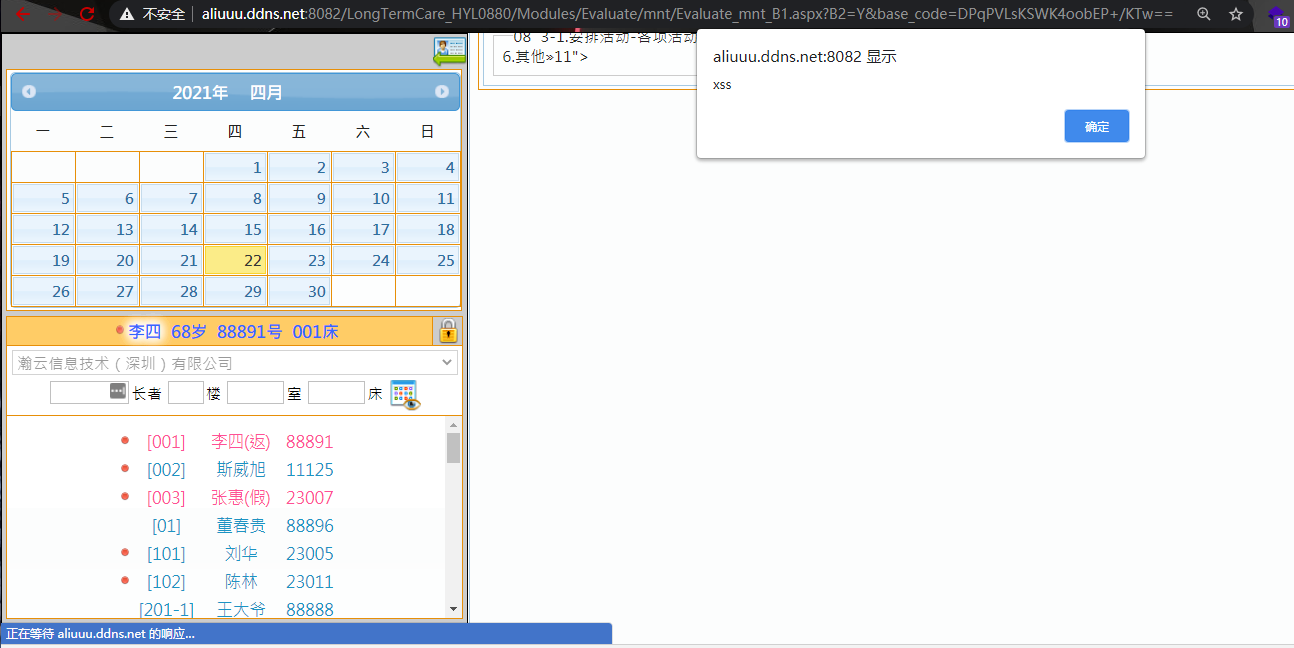 不安全 aliuuu.ddns.net:8082/LongTermCare_HYL0880/Modules/Evaluate/mnt/Evaluate_mnt_B1.aspx?B2=Y&base_code=DPqPVLsKSWK4oobEP+/KTw==
10
08 3-1.安排活动-各项活动
6.其他»11">
aliuuu.ddns.net:8082 显示
xss
确定
2021年 四月
一 二 三 四 五 六 日
1 2 3 4
5 6 7 8 9 10 11
12 13 14 15 16 17 18
19 20 21 22 23 24 25
26 27 28 29 30
李四 68岁 88891号 001床
瀚云信息技术（深圳）有限公司
长者 楼 室 床
[001] 李四(返) 88891
[002] 斯威旭 11125
[003] 张惠(假) 23007
[01] 董春贵 88896
[101] 刘华 23005
[102] 陈林 23011
[201-1] 王大爷 88888
正在等待 aliuuu.ddns.net 的响应...